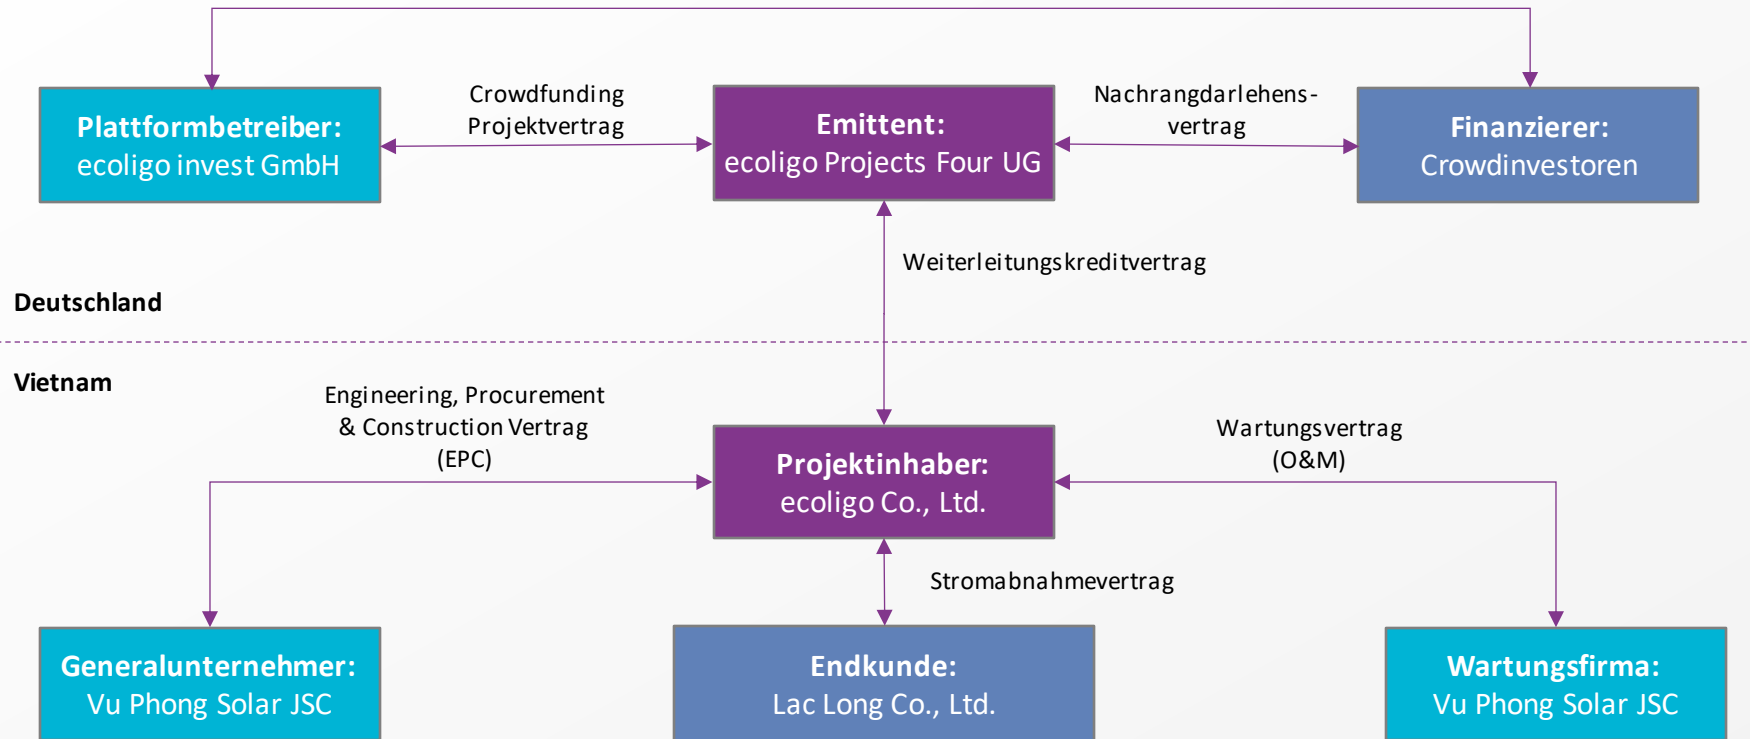 Plattformbetreiber:
ecoligo invest GmbH
Crowdfunding
Projektvertrag
Emittent:
ecoligo Projects Four UG
Nachrangdarlehens-
vertrag
Finanzierer:
Crowdinvestoren
Weiterleitungskreditvertrag
Deutschland
Vietnam
Engineering, Procurement
& Construction Vertrag
(EPC)
Projektinhaber:
ecoligo Co., Ltd.
Wartungsvertrag
(O&M)
Stromabnahmevertrag
Generalunternehmer:
Vu Phong Solar JSC
Endkunde:
Lac Long Co., Ltd.
Wartungsfirma:
Vu Phong Solar JSC